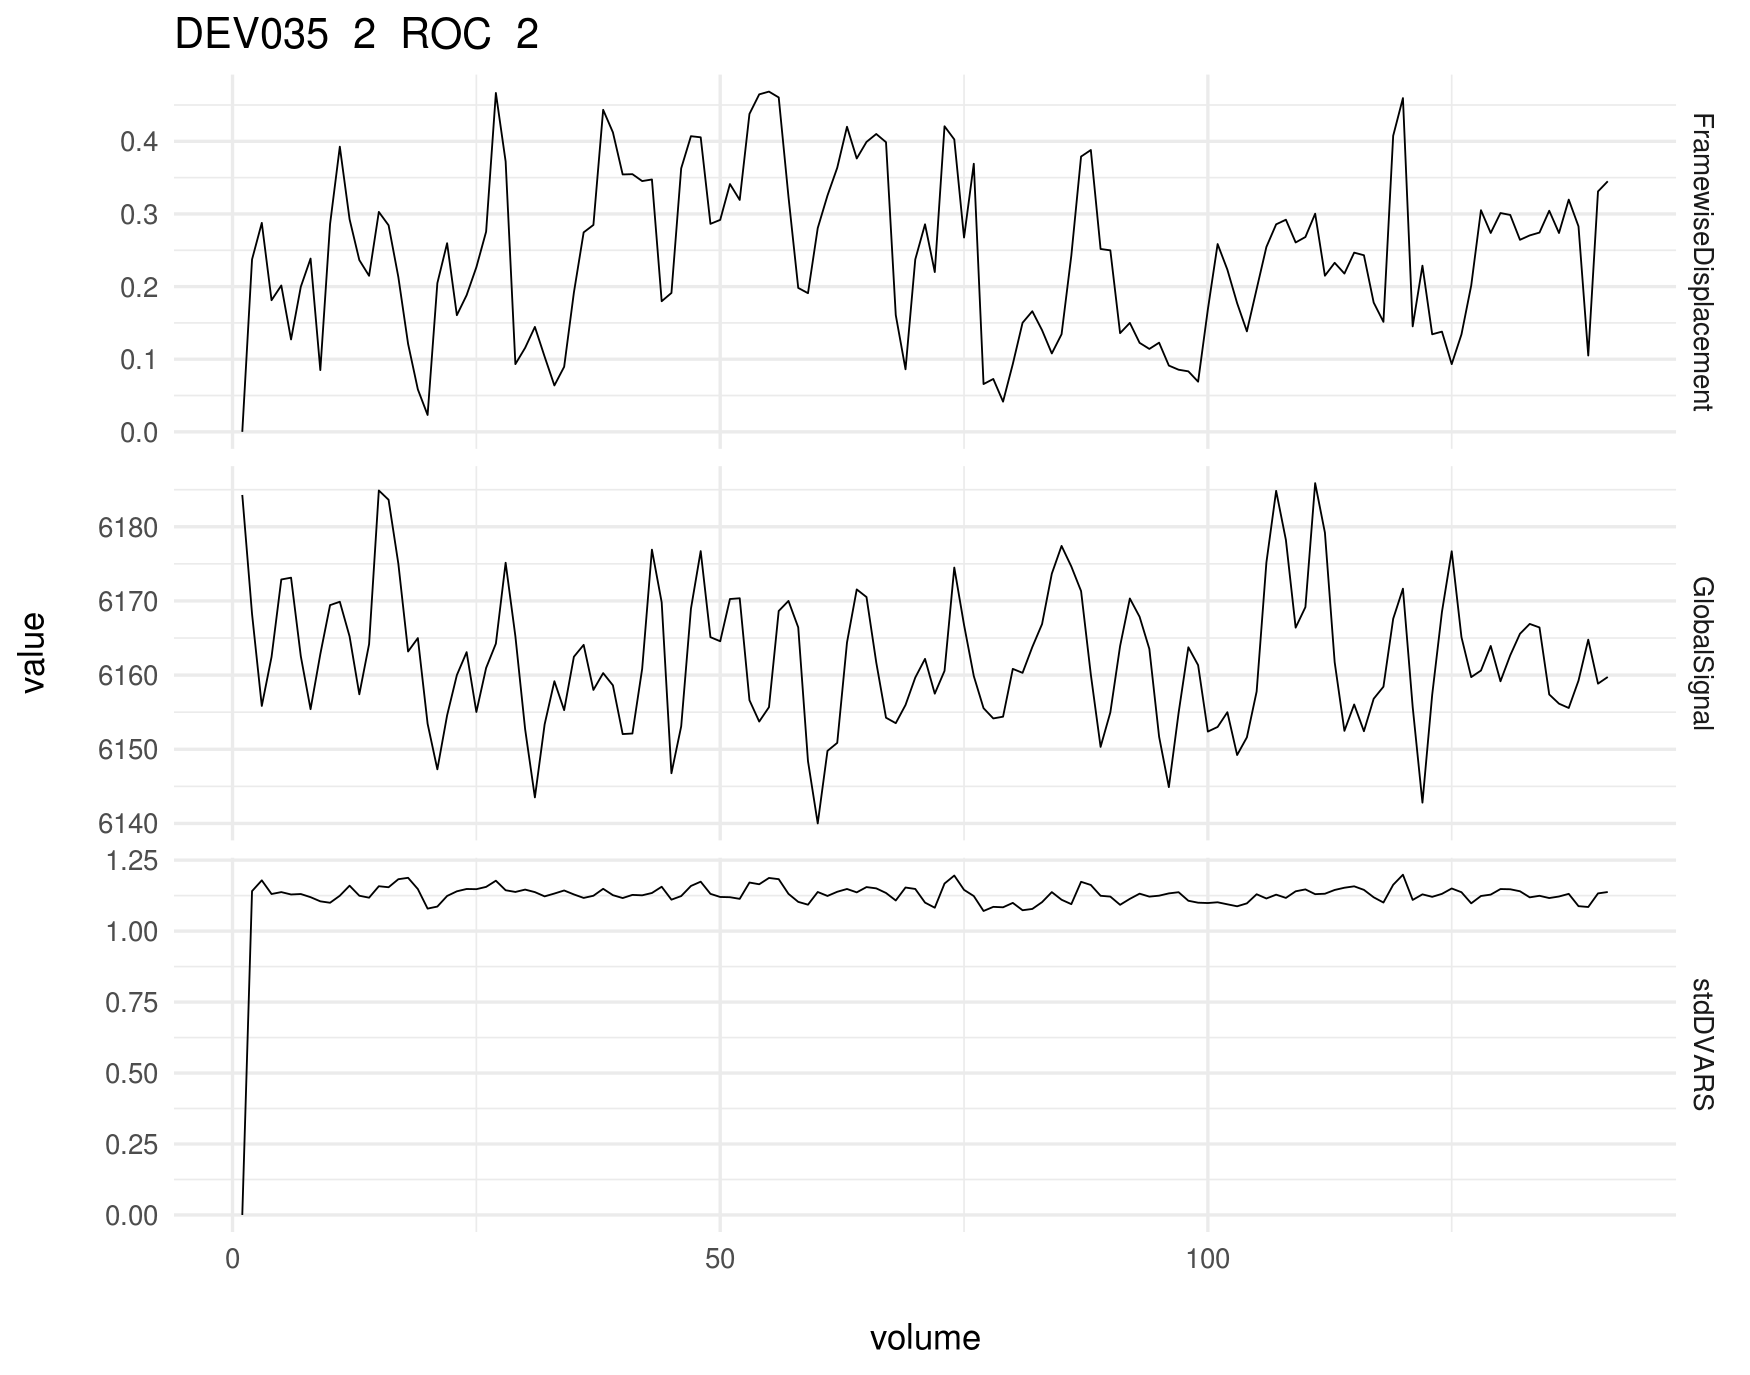 DEV035 2 ROC 2
0.4
0.3
0.2
0.1
0.0
FramewiseDisplacement
6180
6170
6160
6150
6140
GlobalSignal
value
1.25
1.00
0.75
0.50
0.25
0.00
stdDVARS
0 50 100
volume